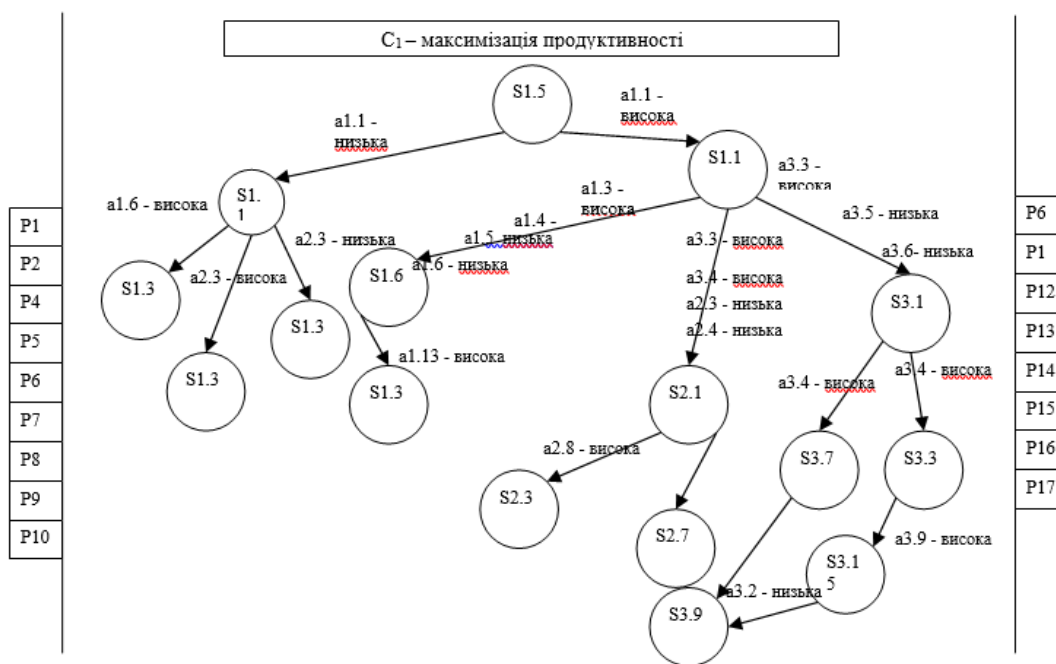 C₁ – максимізація продуктивності
S1.5
a1.1 -
низька
a1.1 -
висока
S1.1
S1.
1
a1.6 - висока
a2.3 - низька
a2.3 - висока
S1.3
S1.3
S1.3
a1.3 -
висока
a1.4 -
a1.5 - низька
a1.6 - низька
S1.6
a1.13 - висока
S1.3
a3.3 - висока
a3.4 - висока
a2.3 - низька
a2.4 - низька
S2.1
a2.8 - висока
S2.3
S2.7
a3.3 -
висока
a3.5 - низька
a3.6- низька
S3.1
a3.4 - висока
a3.4 - висока
S3.7
S3.3
a3.9 - висока
S3.1
5
a3.2 - низька
S3.9
P1
P2
P4
P5
P6
P7
P8
P9
P10
P6
P1
P12
P13
P14
P15
P16
P17